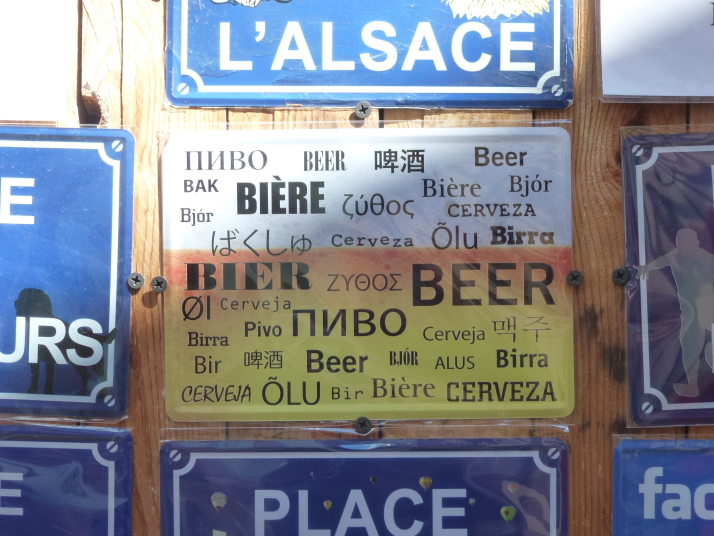 L'ALSACE
ПИВО BEER 啤酒 Beer
BAK BIÈRE ζύθος Bière Bjór
Bjór CERVEZA
ばくしゅ Cerveza Õlu Birra
BIER ΖΥΘΟΣ BEER
Øl Cerveja
Birra Pivo ПИВО Cerveja 맥주
Bir 啤酒 Beer BJÓR ALUS Birra
CERVEJA ÕLU Bir Bière CERVEZA
E
URS
E
PLACE
fac